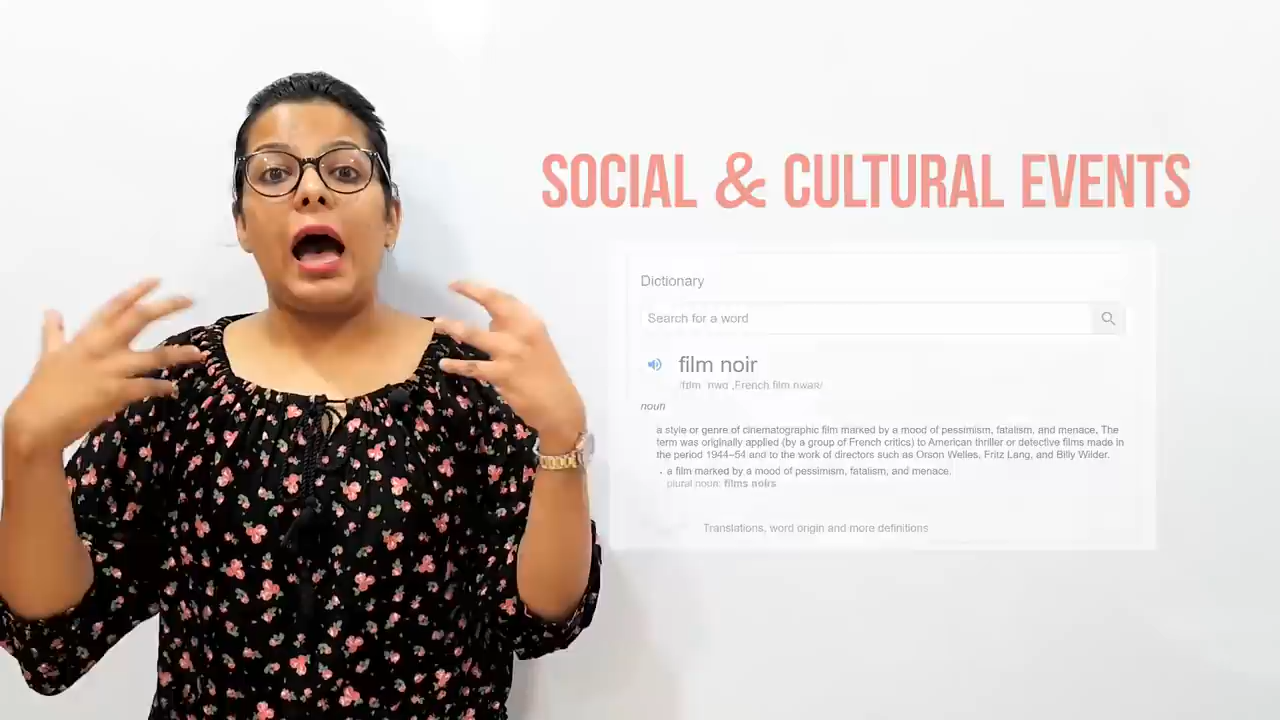 SOCIAL & CULTURAL EVENTS
Dictionary
Search for a word
film noir
noun
a style or genre of cinematographic film marked by a mood of pessimism, fatalism, and menace. The
term was originally applied (by a group of French critics) to American thriller or detective films made in
the period 1944–54 and to the work of directors such as Orson Welles, Fritz Lang, and Billy Wilder.
• a film marked by a mood of pessimism, fatalism, and menace.
plural noun: films noirs
Translations, word origin and more definitions